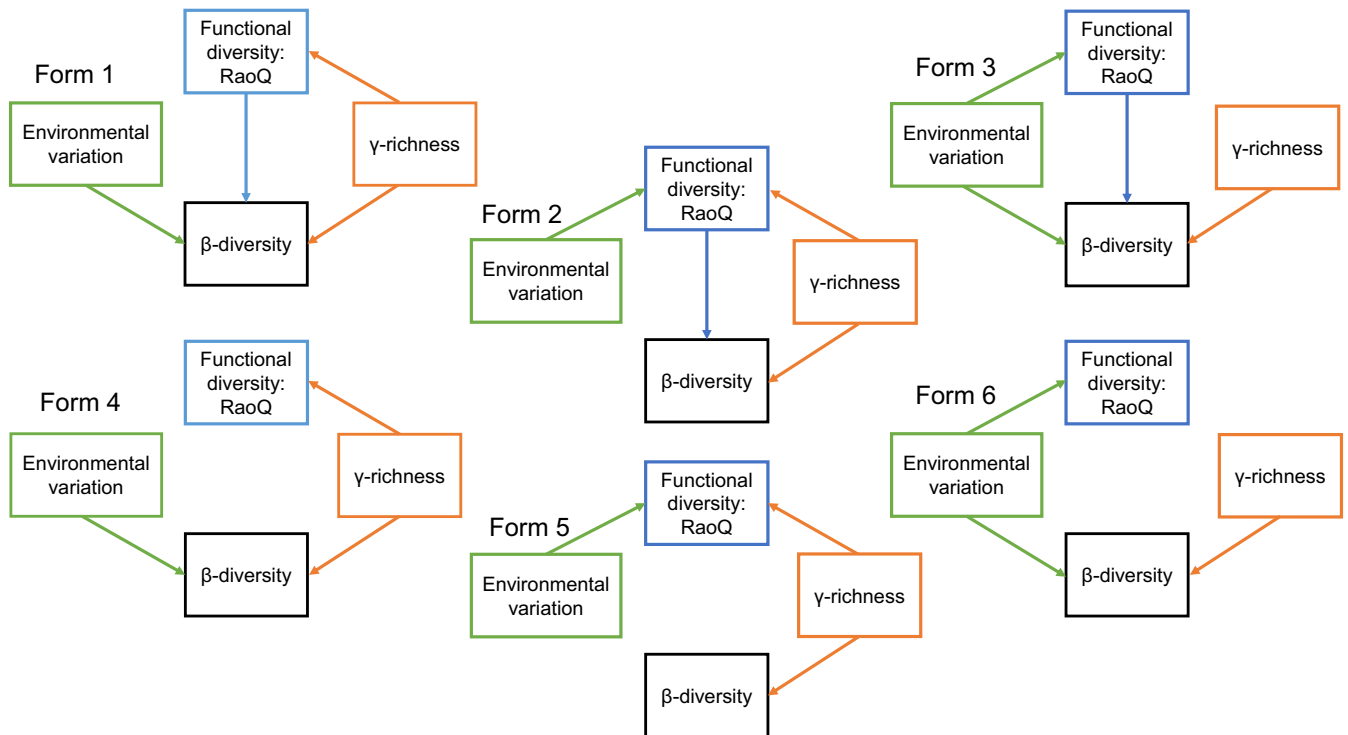 Form 1
Functional
diversity:
RaoQ
Environmental
variation
γ-richness
β-diversity
Form 2
Functional
diversity:
RaoQ
Environmental
variation
γ-richness
β-diversity
Form 3
Functional
diversity:
RaoQ
Environmental
variation
γ-richness
β-diversity
Form 4
Functional
diversity:
RaoQ
Environmental
variation
γ-richness
β-diversity
Form 5
Functional
diversity:
RaoQ
Environmental
variation
γ-richness
β-diversity
Form 6
Functional
diversity:
RaoQ
Environmental
variation
γ-richness
β-diversity